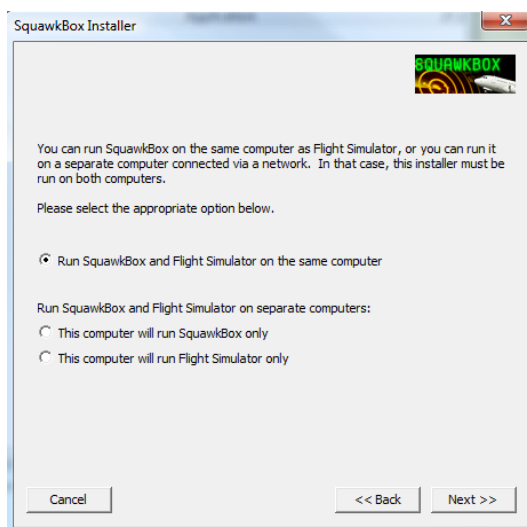 SquawkBox Installer
SQUAWKBOX
You can run SquawkBox on the same computer as Flight Simulator, or you can run it
on a separate computer connected via a network. In that case, this installer must be
run on both computers.
Please select the appropriate option below.
Run SquawkBox and Flight Simulator on the same computer
Run SquawkBox and Flight Simulator on separate computers:
This computer will run SquawkBox only
This computer will run Flight Simulator only
Cancel
<< Back
Next >>